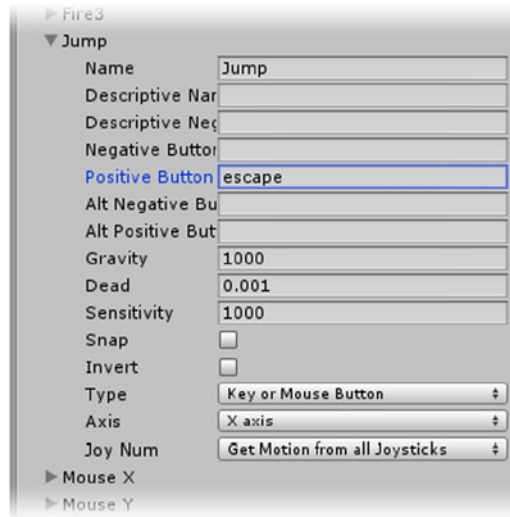 Fire3
Jump
Name Jump
Descriptive Nar
Descriptive Neg
Negative Buttor
Positive Button escape
Alt Negative Bu
Alt Positive But
Gravity 1000
Dead 0.001
Sensitivity 1000
Snap
Invert
Type Key or Mouse Button
Axis X axis
Joy Num Get Motion from all Joysticks
Mouse X
Mouse Y